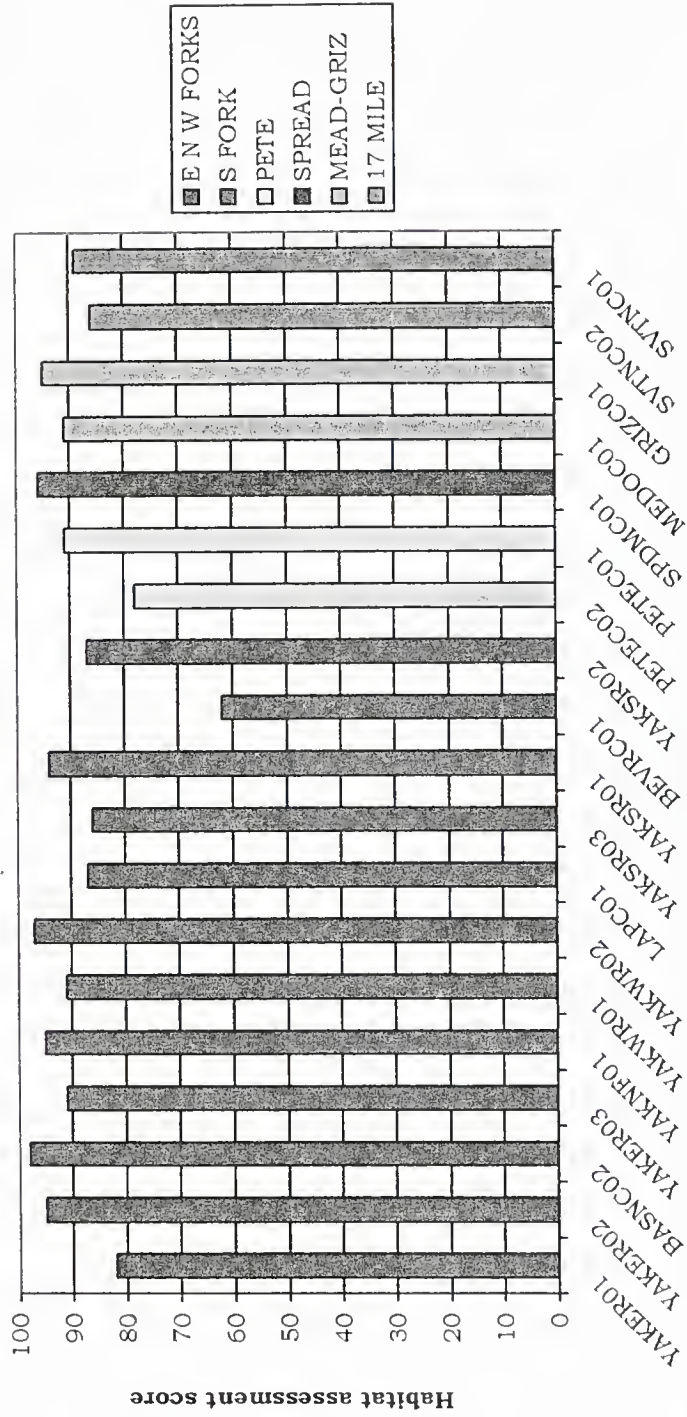 Habitat assessment score
100
90
80
70
60
50
40
30
20
10
0
YAKER01
YAKER02
BASNC02
YAKER03
YAKNF01
YAKWR01
YAKWR02
LAPC01
YAKSR03
YAKSR01
BEVRC01
YAKSR02
PETEC02
PETEC01
SPDMC01
MEDOC01
GRIZC01
SVTNC02
SVTNC01
E N W FORKS
S FORK
PETE
SPREAD
MEAD-GRIZ
17 MILE